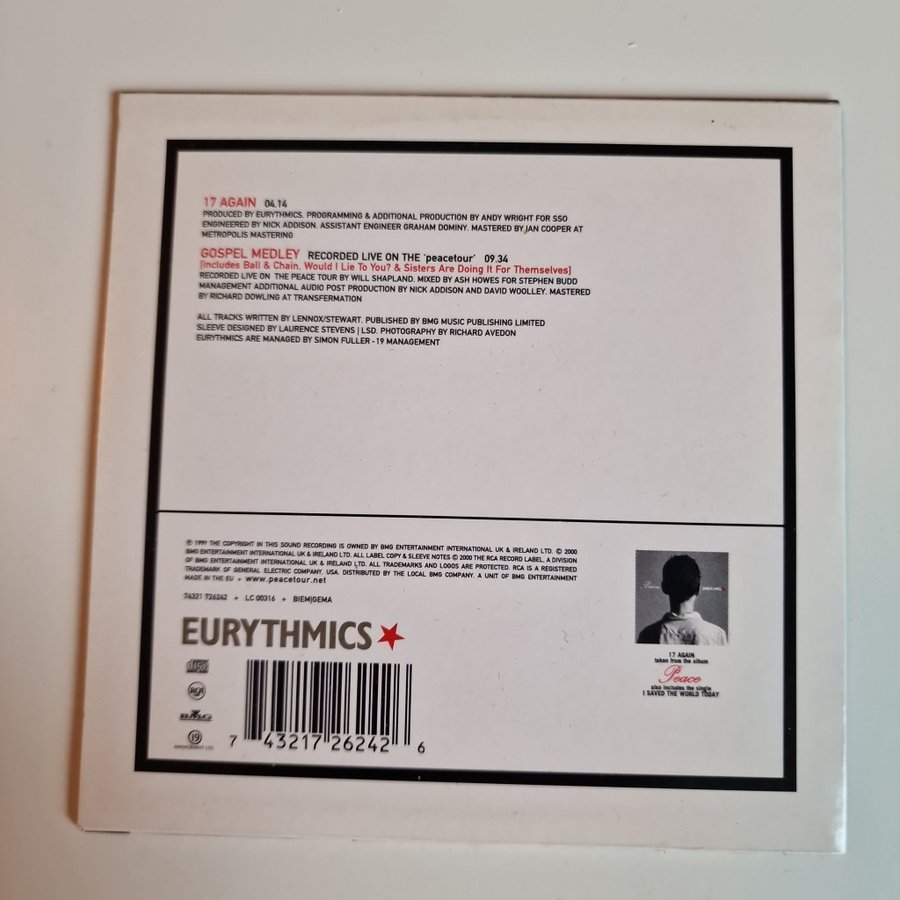 17 AGAIN 04.14
PRODUCED BY EURYTHMICS. PROGRAMMING & ADDITIONAL PRODUCTION BY ANDY WRIGHT FOR SSO
ENGINEERED BY NICK ADDISON. ASSISTANT ENGINEER GRAHAM DOMINY. MASTERED BY IAN COOPER AT
METROPOLIS MASTERING
GOSPEL MEDLEY RECORDED LIVE ON THE 'peacetour' 09.34
[includes Ball & Chain, Would I Lie To You? & Sisters Are Doing It For Themselves]
RECORDED LIVE ON THE PEACE TOUR BY WILL SHAPLAND. MIXED BY ASH HOWES FOR STEPHEN BUDD
MANAGEMENT ADDITIONAL AUDIO POST PRODUCTION BY NICK ADDISON AND DAVID WOOLLEY. MASTERED
BY RICHARD DOWLING AT TRANSFERMATION
ALL TRACKS WRITTEN BY LENNOX/STEWART. PUBLISHED BY BMG MUSIC PUBLISHING LIMITED
SLEEVE DESIGNED BY LAURENCE STEVENS | LSD. PHOTOGRAPHY BY RICHARD AVEDON
EURYTHMICS ARE MANAGED BY SIMON FULLER - 19 MANAGEMENT
℗ 1999 THE COPYRIGHT IN THIS SOUND RECORDING IS OWNED BY BMG ENTERTAINMENT INTERNATIONAL UK & IRELAND LTD. © 2000
BMG ENTERTAINMENT INTERNATIONAL UK & IRELAND LTD. ALL LABEL COPY & SLEEVE NOTES © 2000 THE RCA RECORD LABEL, A DIVISION
OF BMG ENTERTAINMENT INTERNATIONAL UK & IRELAND LTD. ALL TRADEMARKS AND LOGOS ARE PROTECTED. RCA IS A REGISTERED
TRADEMARK OF GENERAL ELECTRIC COMPANY, USA. DISTRIBUTED BY THE LOCAL BMG COMPANY. A UNIT OF BMG ENTERTAINMENT
MADE IN THE EU + www.peacetour.net
74321 726242 + LC 00316 + BIEM|GEMA
EURYTHMICS
disc
RCA
BMG
19
MANAGEMENT LTD
7 43217 26242 6
17 AGAIN
taken from the album
Peace
also includes the single
I SAVED THE WORLD TODAY